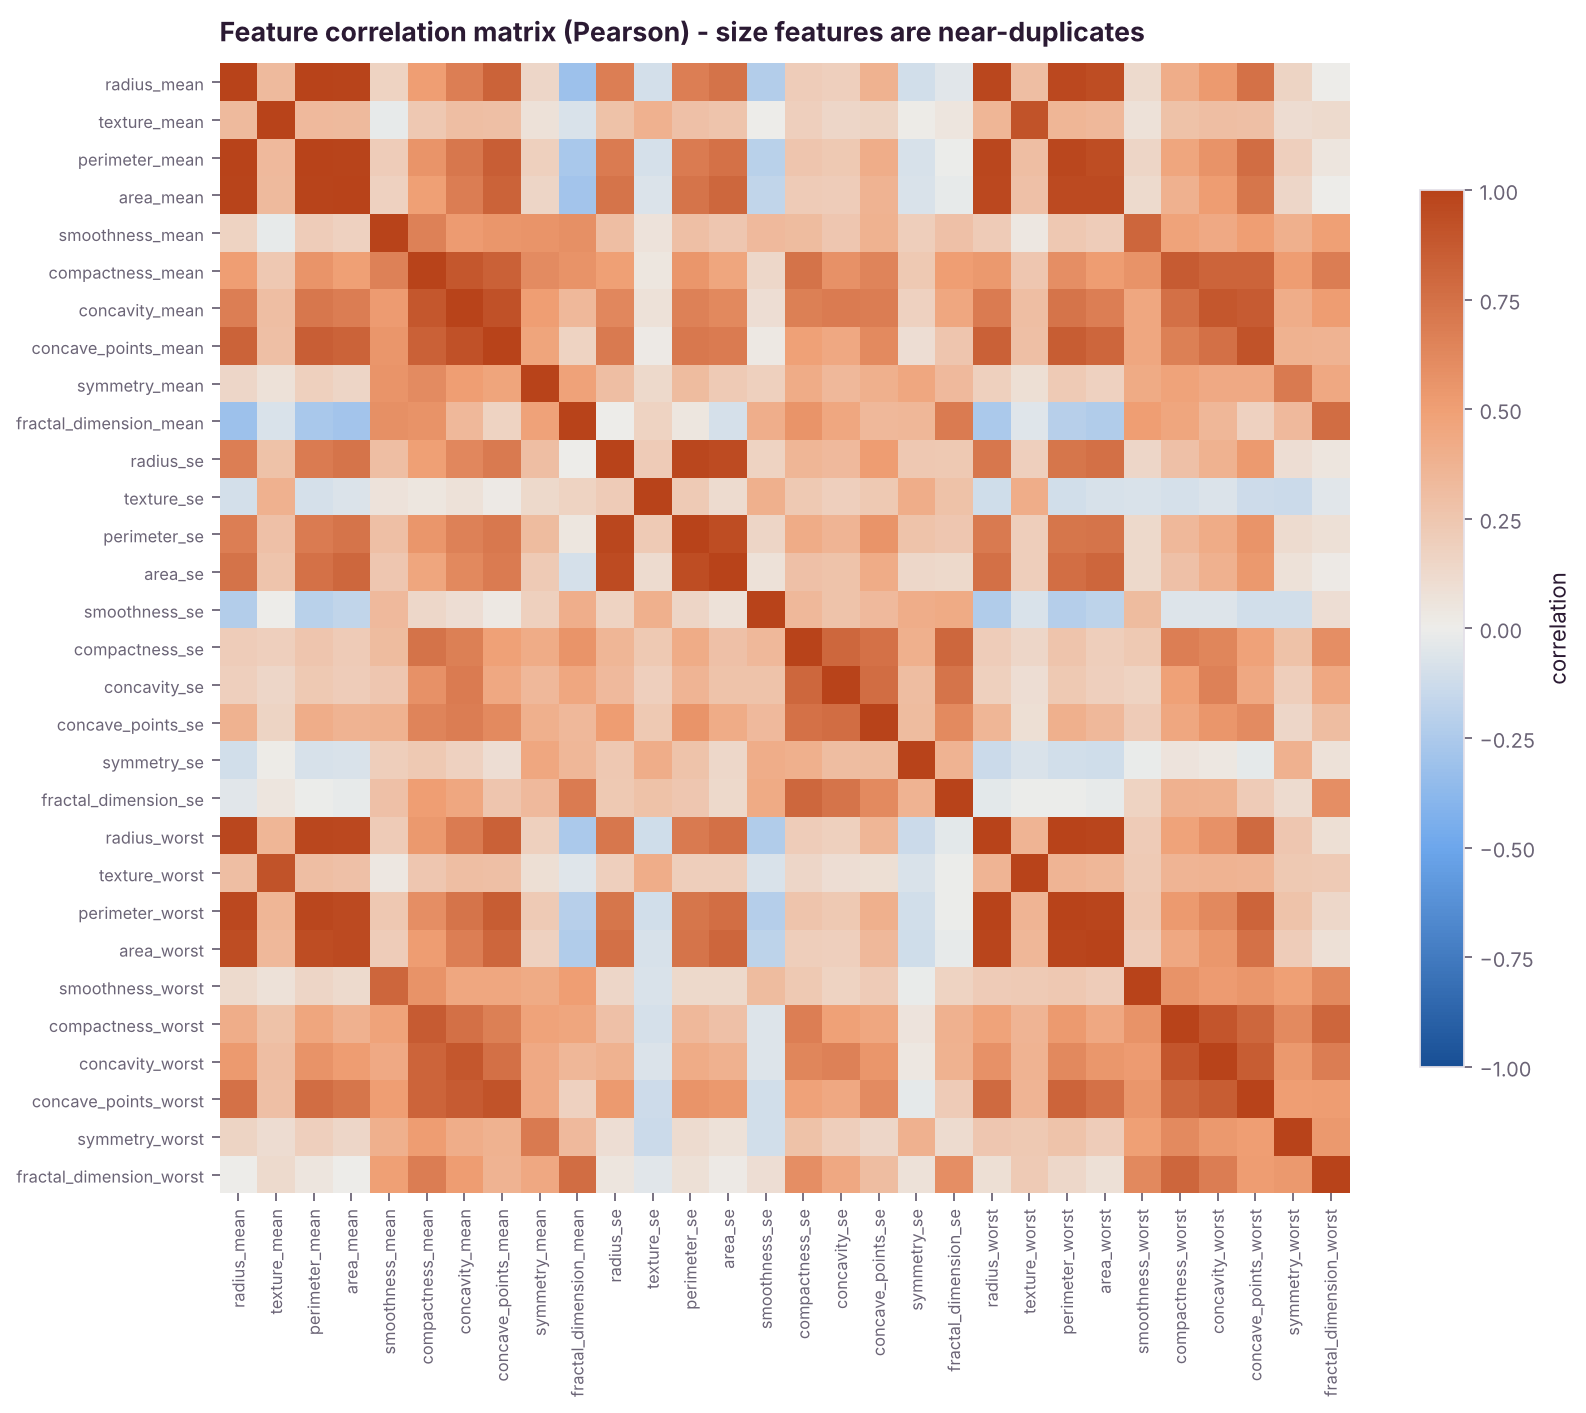 Feature correlation matrix (Pearson) - size features are near-duplicates
radius_mean
texture_mean
perimeter_mean
area_mean
smoothness_mean
compactness_mean
concavity_mean
concave_points_mean
symmetry_mean
fractal_dimension_mean
radius_se
texture_se
perimeter_se
area_se
smoothness_se
compactness_se
concavity_se
concave_points_se
symmetry_se
fractal_dimension_se
radius_worst
texture_worst
perimeter_worst
area_worst
smoothness_worst
compactness_worst
concavity_worst
concave_points_worst
symmetry_worst
fractal_dimension_worst
radius_mean
texture_mean
perimeter_mean
area_mean
smoothness_mean
compactness_mean
concavity_mean
concave_points_mean
symmetry_mean
fractal_dimension_mean
radius_se
texture_se
perimeter_se
area_se
smoothness_se
compactness_se
concavity_se
concave_points_se
symmetry_se
fractal_dimension_se
radius_worst
texture_worst
perimeter_worst
area_worst
smoothness_worst
compactness_worst
concavity_worst
concave_points_worst
symmetry_worst
fractal_dimension_worst
1.00
0.75
0.50
0.25
0.00
−0.25
−0.50
−0.75
−1.00
correlation